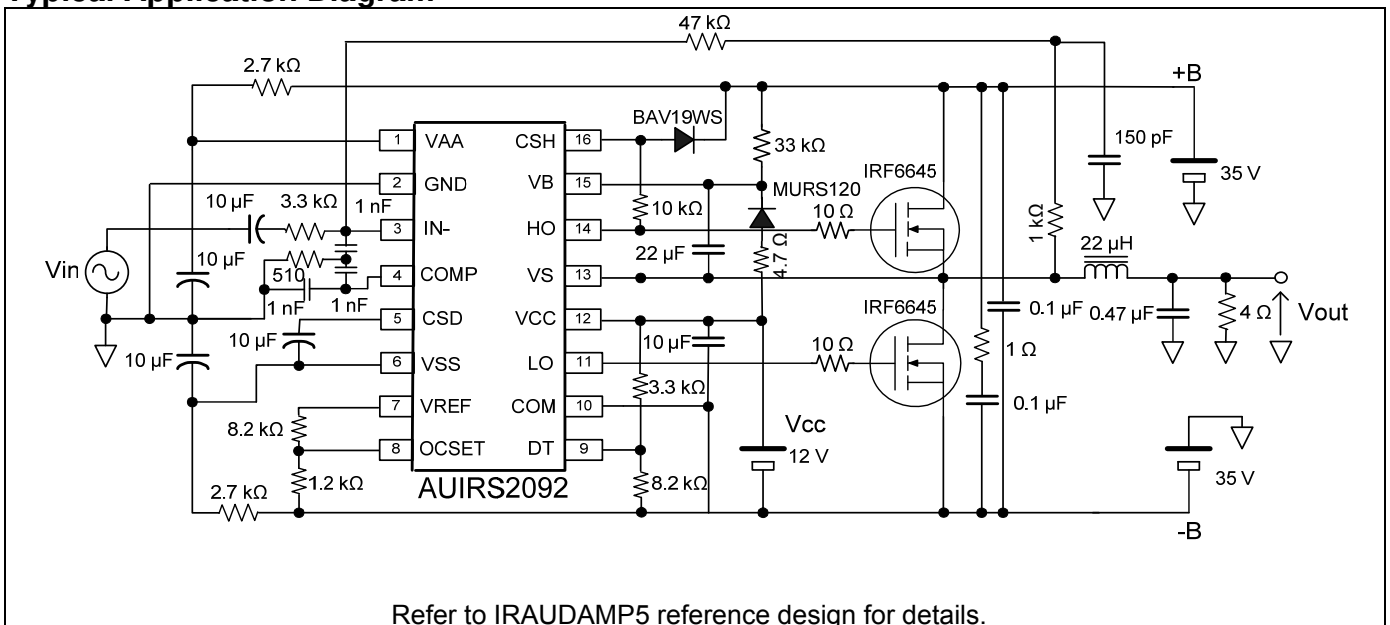 Typical Application Diagram
47 kΩ
2.7 kΩ
+B
BAV19WS
1 VAA CSH 16
33 kΩ
150 pF
35 V
IRF6645
2 GND VB 15
MURS120
10 µF 3.3 kΩ 1 nF
10 kΩ
10 Ω
3 IN- HO 14
1 kΩ
22 µH
Vin
10 µF
22 µF
4.7 Ω
510
4 COMP VS 13
1 nF 1 nF
IRF6645
0.1 µF 0.47 µF 4 Ω Vout
5 CSD VCC 12
10 µF
10 µF
10 Ω
1 Ω
10 µF
6 VSS LO 11
3.3 kΩ
0.1 µF
7 VREF COM 10
8.2 kΩ
Vcc
12 V
8 OCSET DT 9
35 V
1.2 kΩ
8.2 kΩ
2.7 kΩ
AUIRS2092
-B
Refer to IRAUDAMP5 reference design for details.